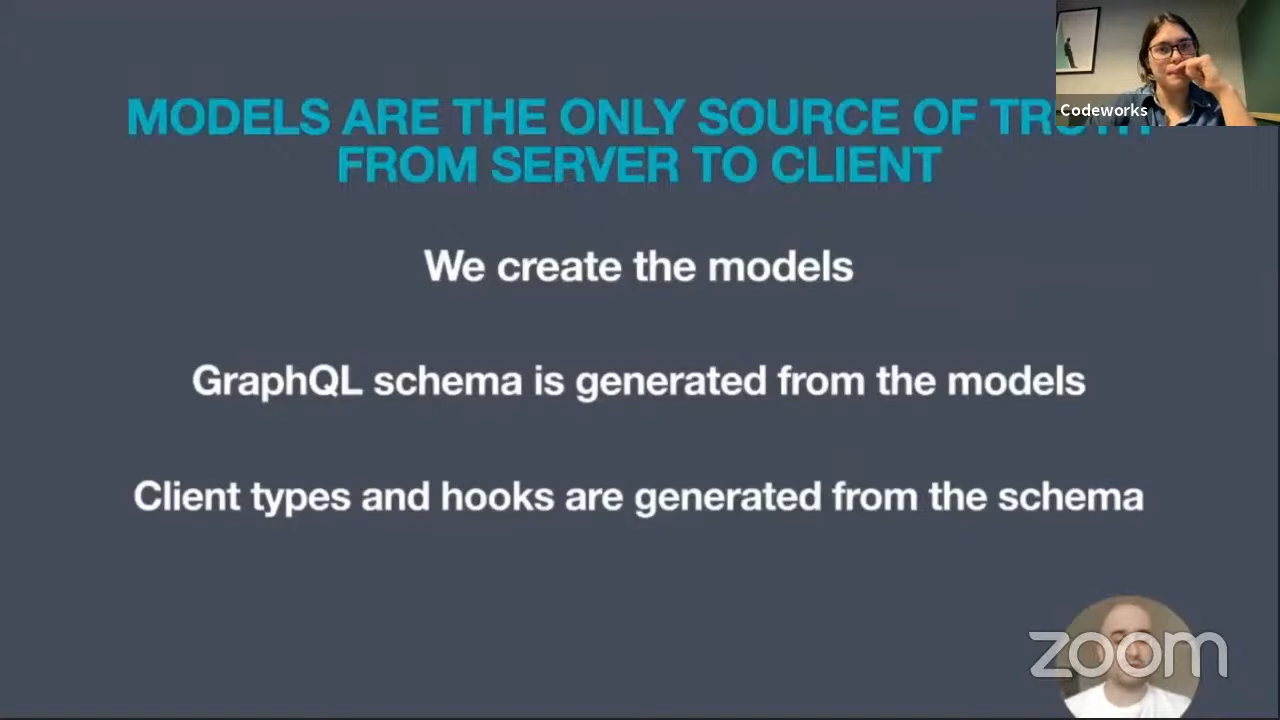 Codeworks
MODELS ARE THE ONLY SOURCE OF TRUTH
FROM SERVER TO CLIENT
We create the models
GraphQL schema is generated from the models
Client types and hooks are generated from the schema
zoom